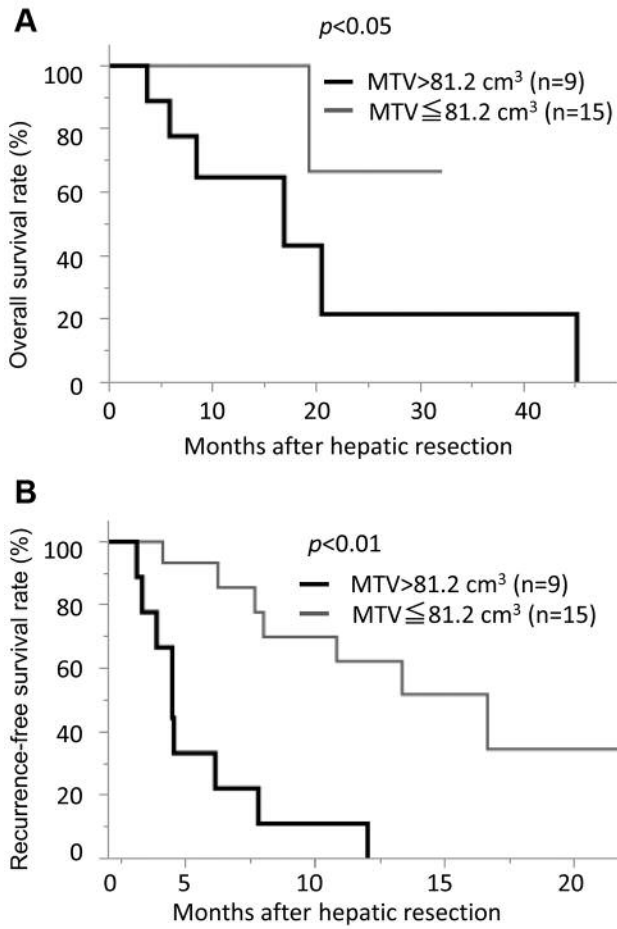 A
p<0.05
MTV>81.2 cm³ (n=9)
MTV≦81.2 cm³ (n=15)
Overall survival rate (%)
100
80
60
40
20
0
0 10 20 30 40
Months after hepatic resection
B
p<0.01
MTV>81.2 cm³ (n=9)
MTV≦81.2 cm³ (n=15)
Recurrence-free survival rate (%)
100
80
60
40
20
0
0 5 10 15 20
Months after hepatic resection